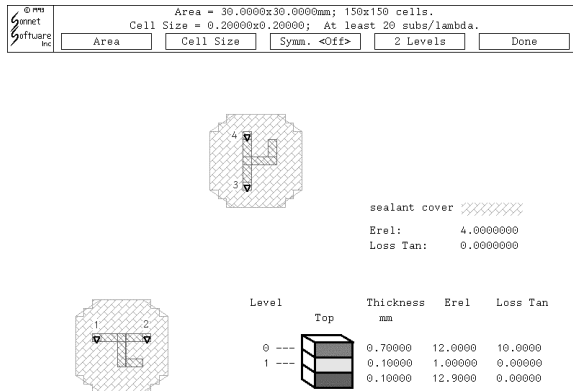 © 1993
Sonnet
Software
Inc
Area = 30.0000x30.0000mm; 150x150 cells.
Cell Size = 0.20000x0.20000; At least 20 subs/lambda.
Area Cell Size Symm. <Off> 2 Levels Done
4
3
sealant cover
Erel: 4.0000000
Loss Tan: 0.0000000
1 2
Level Thickness Erel Loss Tan
Top mm
0 --- 0.70000 12.0000 10.0000
1 --- 0.10000 1.00000 0.00000
0.10000 12.9000 0.00000